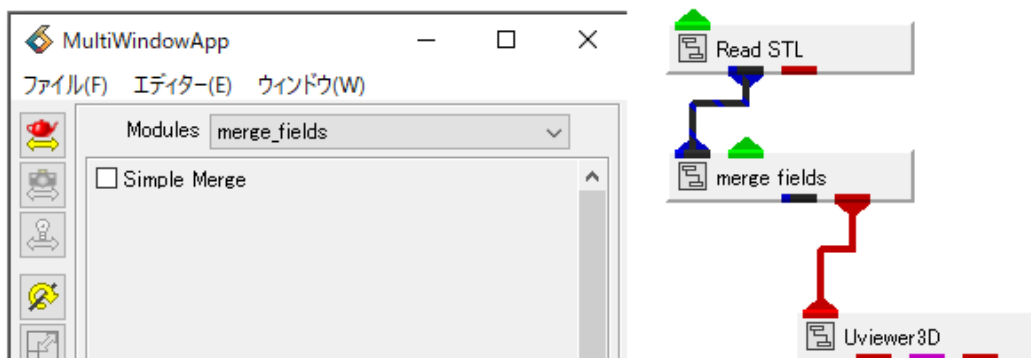 MultiWindowApp
ファイル(F) エディター(E) ウィンドウ(W)
Modules merge_fields
Simple Merge
Read STL
merge fields
Uviewer3D